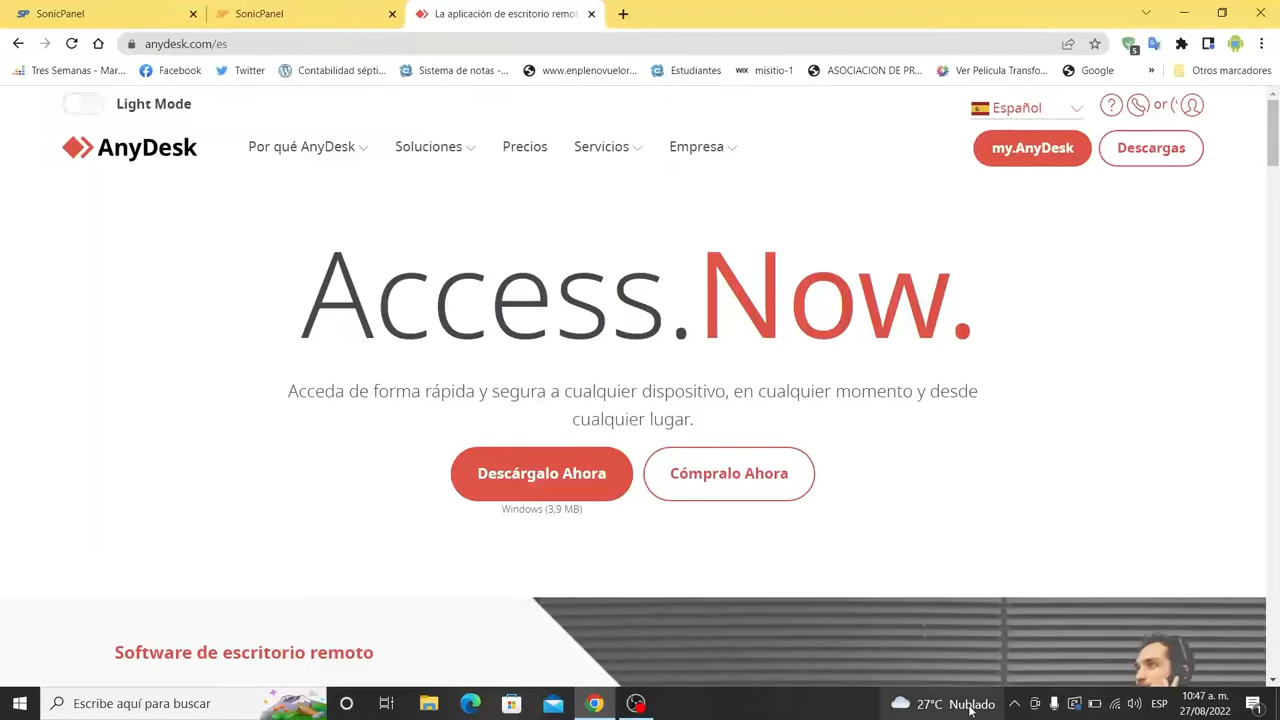 SonicPanel
SonicPanel
La aplicación de escritorio remot
anydesk.com/es
Tres Semanas - Mar...
Facebook
Twitter
Contabilidad sépti...
Sistema de notas -...
www.enplenovuelor...
Estudiantes
WIX misitio-1
ASOCIACION DE PR...
Ver Pelicula Transfo...
Google
»
Otros marcadores
5
Light Mode
Español
? or (
AnyDesk
Por qué AnyDesk
Soluciones
Precios
Servicios
Empresa
my.AnyDesk
Descargas
Access.Now.
Acceda de forma rápida y segura a cualquier dispositivo, en cualquier momento y desde
cualquier lugar.
Descárgalo Ahora
Cómpralo Ahora
Windows (3,9 MB)
Software de escritorio remoto
Escribe aquí para buscar
27°C Nublado
ESP
10:47 a. m.
27/08/2022
1